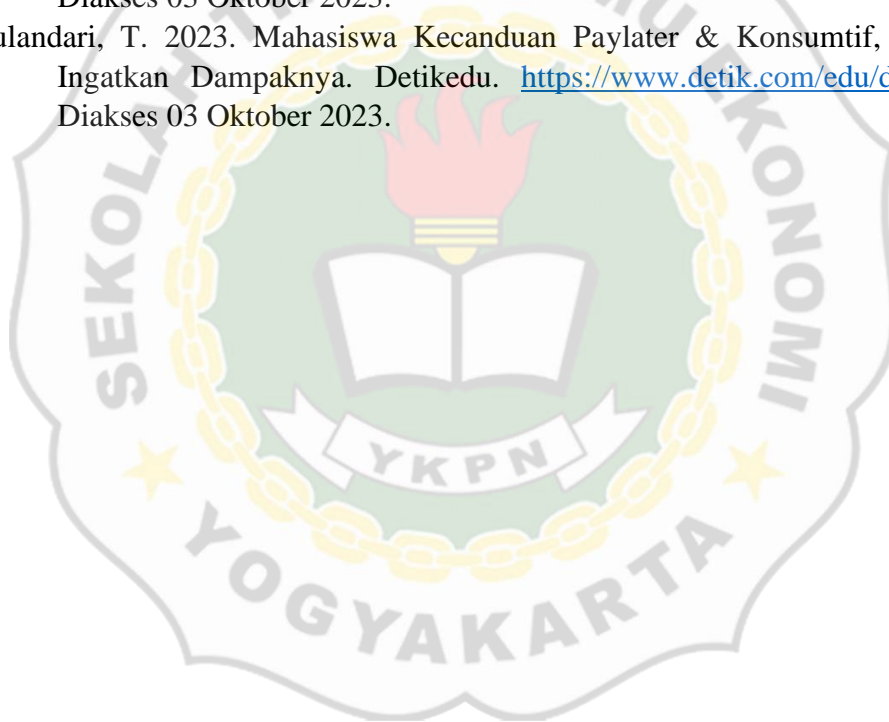 Diakses 03 Oktober 2023.
ulandari, T. 2023. Mahasiswa Kecanduan Paylater & Konsumtif,
Ingatkan Dampaknya. Detikedu. https://www.detik.com/edu/d
Diakses 03 Oktober 2023.
SEKOLAH
EKONOMI
YKPN
YOGYAKARTA